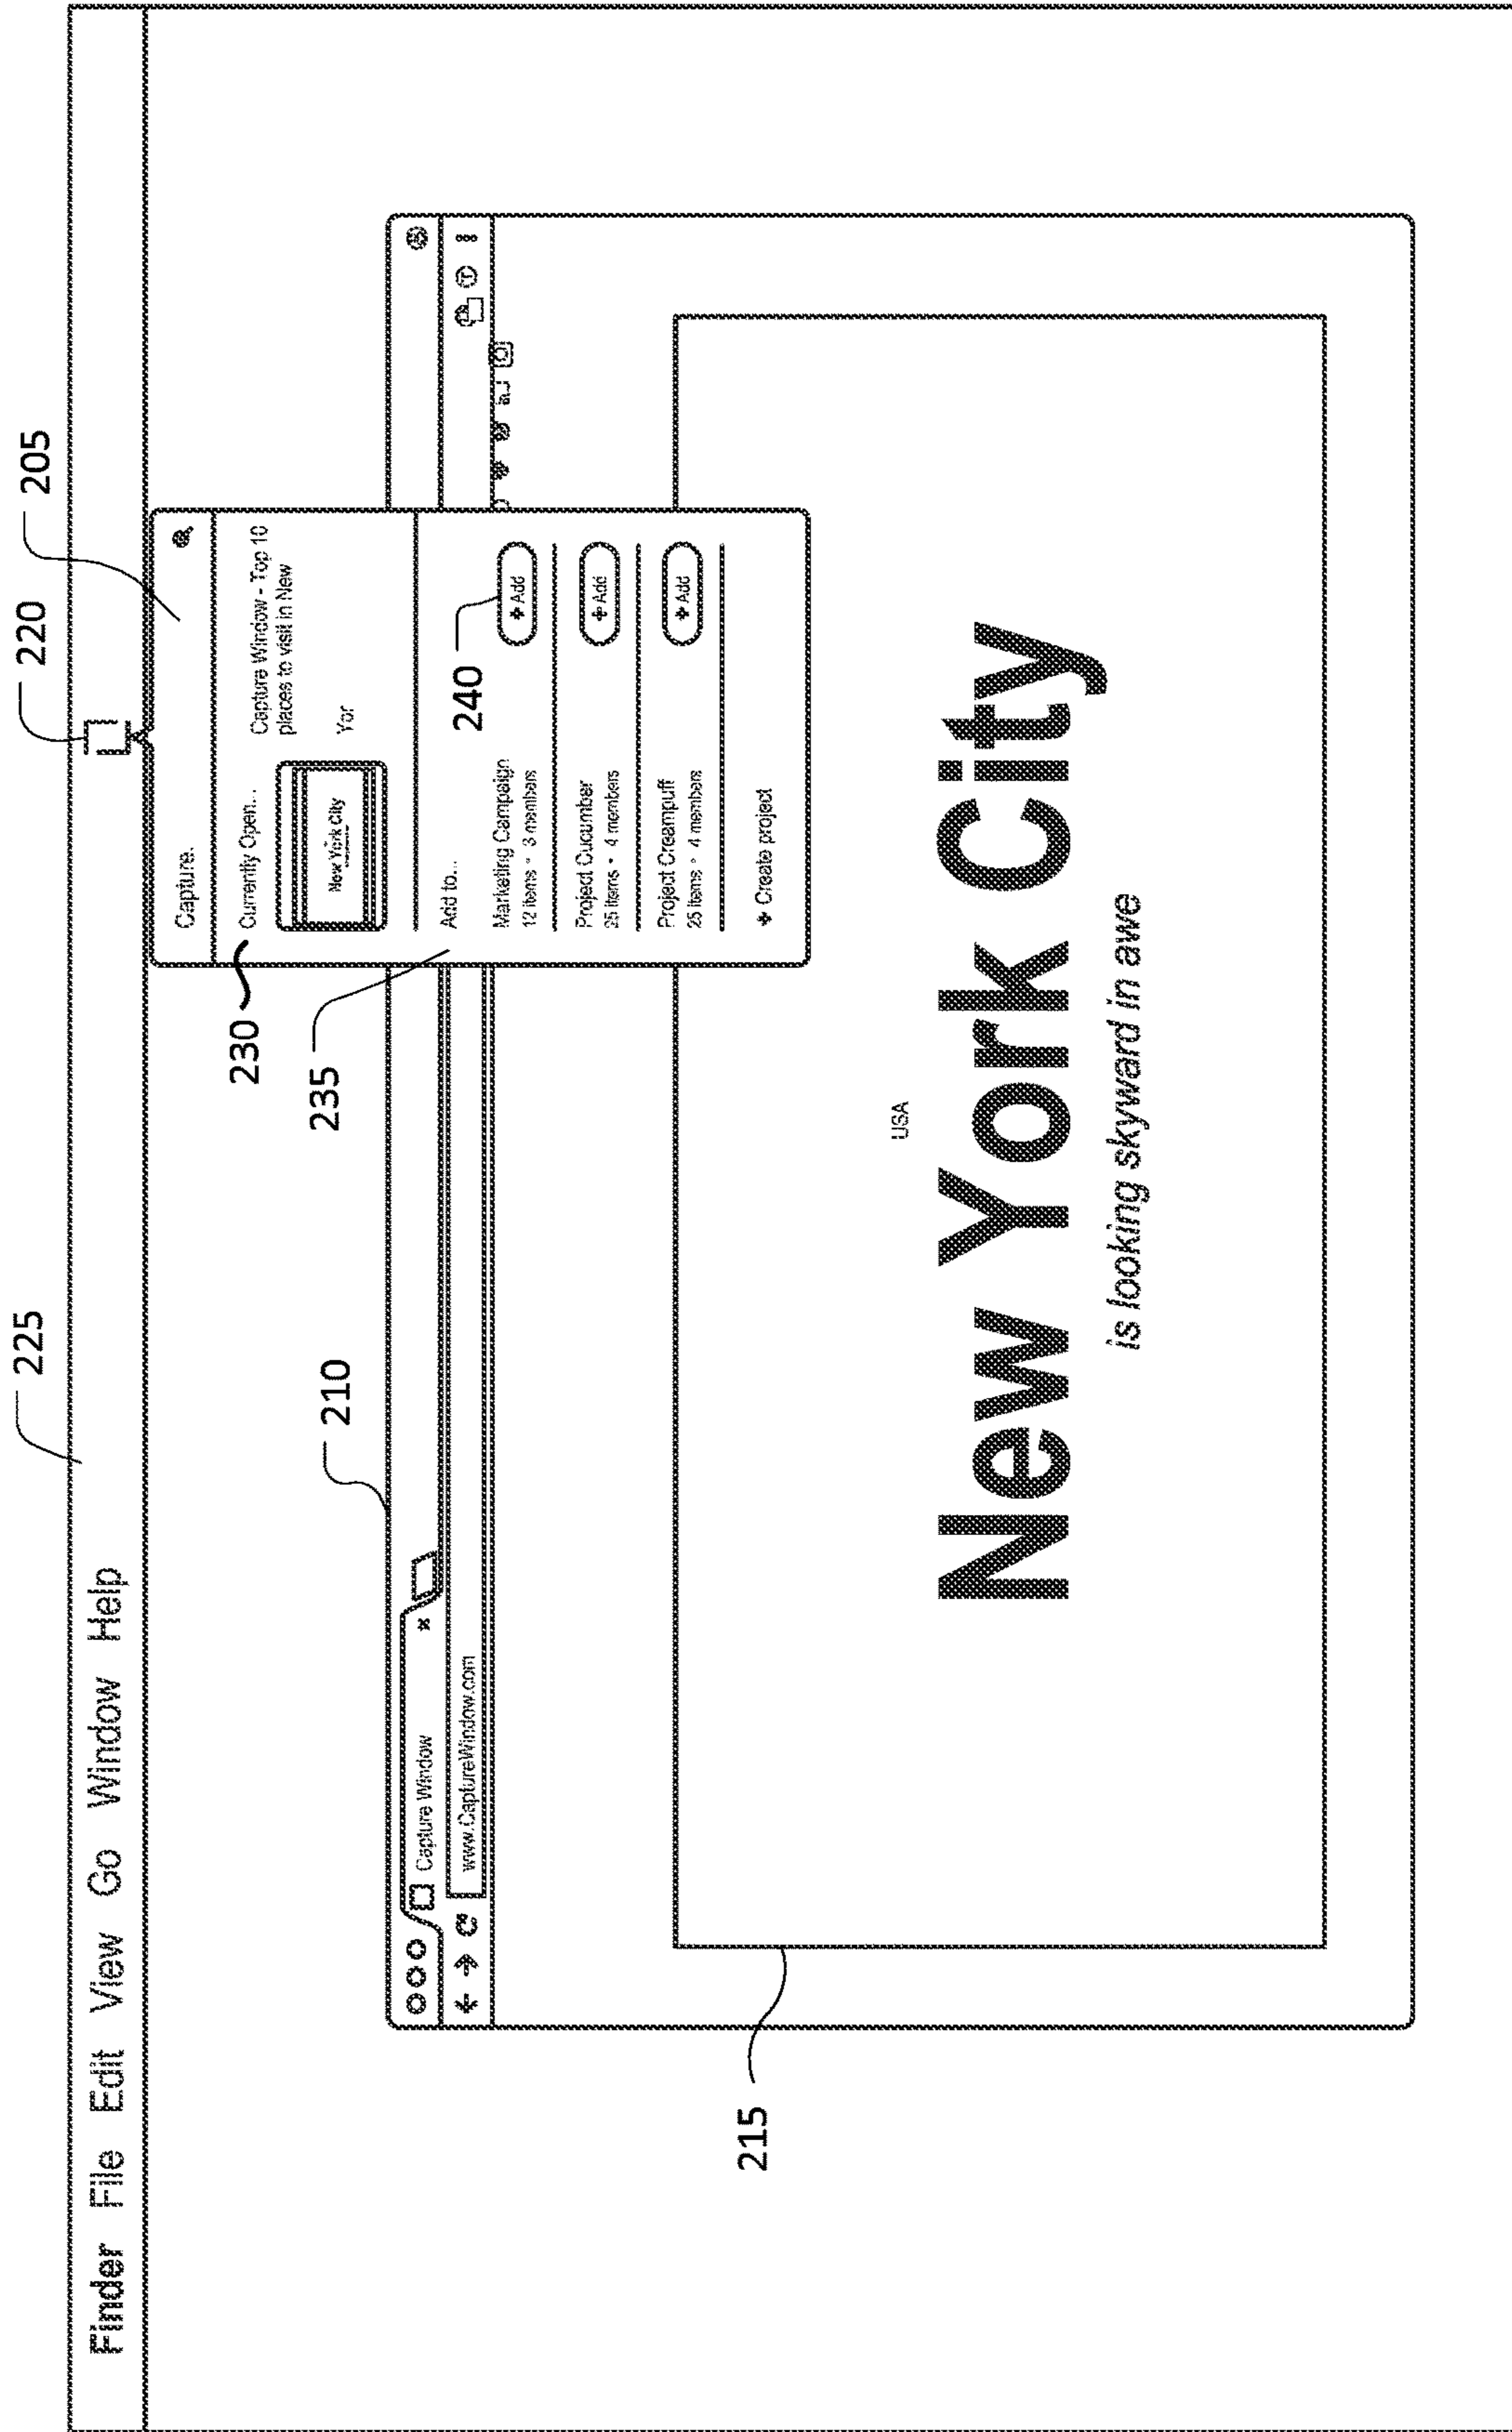 225
220
205
Finder File Edit View Go Window Help
Capture.
230
Currently Open...
Capture Window - Top 10
places to visit in New
Yor
New York City
235
Add to...
240
Marketing Campaign
12 items • 3 members
+ Add
Project Cucumber
25 items • 4 members
+ Add
Project Creampuff
25 items • 4 members
+ Add
+ Create project
210
Capture Window
www.CaptureWindow.com
215
USA
New York City
is looking skyward in awe